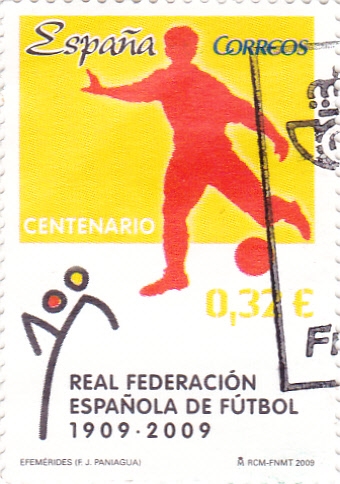 España CORREOS
CENTENARIO
0,32 €
REAL FEDERACIÓN
ESPAÑOLA DE FÚTBOL
1909 · 2009
EFEMÉRIDES (F. J. PANIAGUA) RCM-FNMT 2009